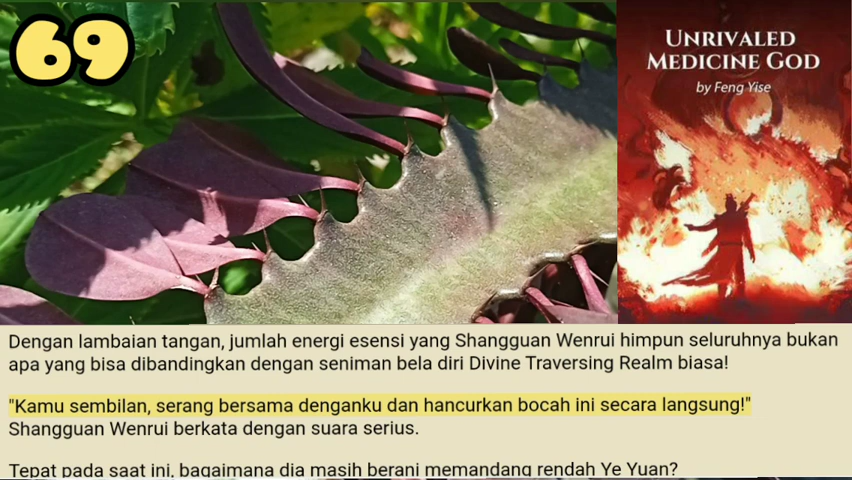 69
UNRIVALED
MEDICINE GOD
by Feng Yise
Dengan lambaian tangan, jumlah energi esensi yang Shangguan Wenrui himpun seluruhnya bukan
apa yang bisa dibandingkan dengan seniman bela diri Divine Traversing Realm biasa!
"Kamu sembilan, serang bersama denganku dan hancurkan bocah ini secara langsung!"
Shangguan Wenrui berkata dengan suara serius.
Tepat pada saat ini, bagaimana dia masih berani memandang rendah Ye Yuan?